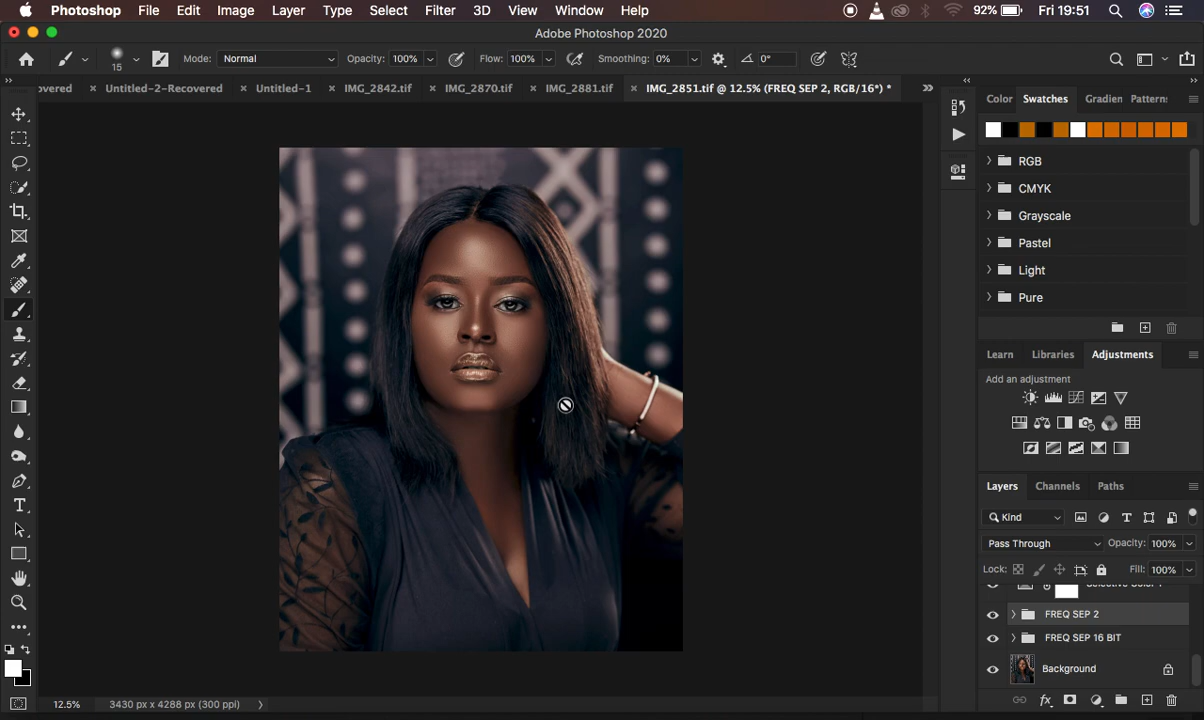 Photoshop File Edit Image Layer Type Select Filter 3D View Window Help 92% Fri 19:51
Adobe Photoshop 2020
15 Mode: Normal Opacity: 100% Flow: 100% Smoothing: 0% 0°
overed × Untitled-2-Recovered × Untitled-1 × IMG_2842.tif × IMG_2870.tif × IMG_2881.tif × IMG_2851.tif @ 12.5% (FREQ SEP 2, RGB/16*) *
Color Swatches Gradien Pattern:
RGB
CMYK
Grayscale
Pastel
Light
Pure
Learn Libraries Adjustments
Add an adjustment
Layers Channels Paths
Kind
Pass Through Opacity: 100%
Lock: Fill: 100%
FREQ SEP 2
FREQ SEP 16 BIT
Background
fx
12.5% 3430 px x 4288 px (300 ppi)